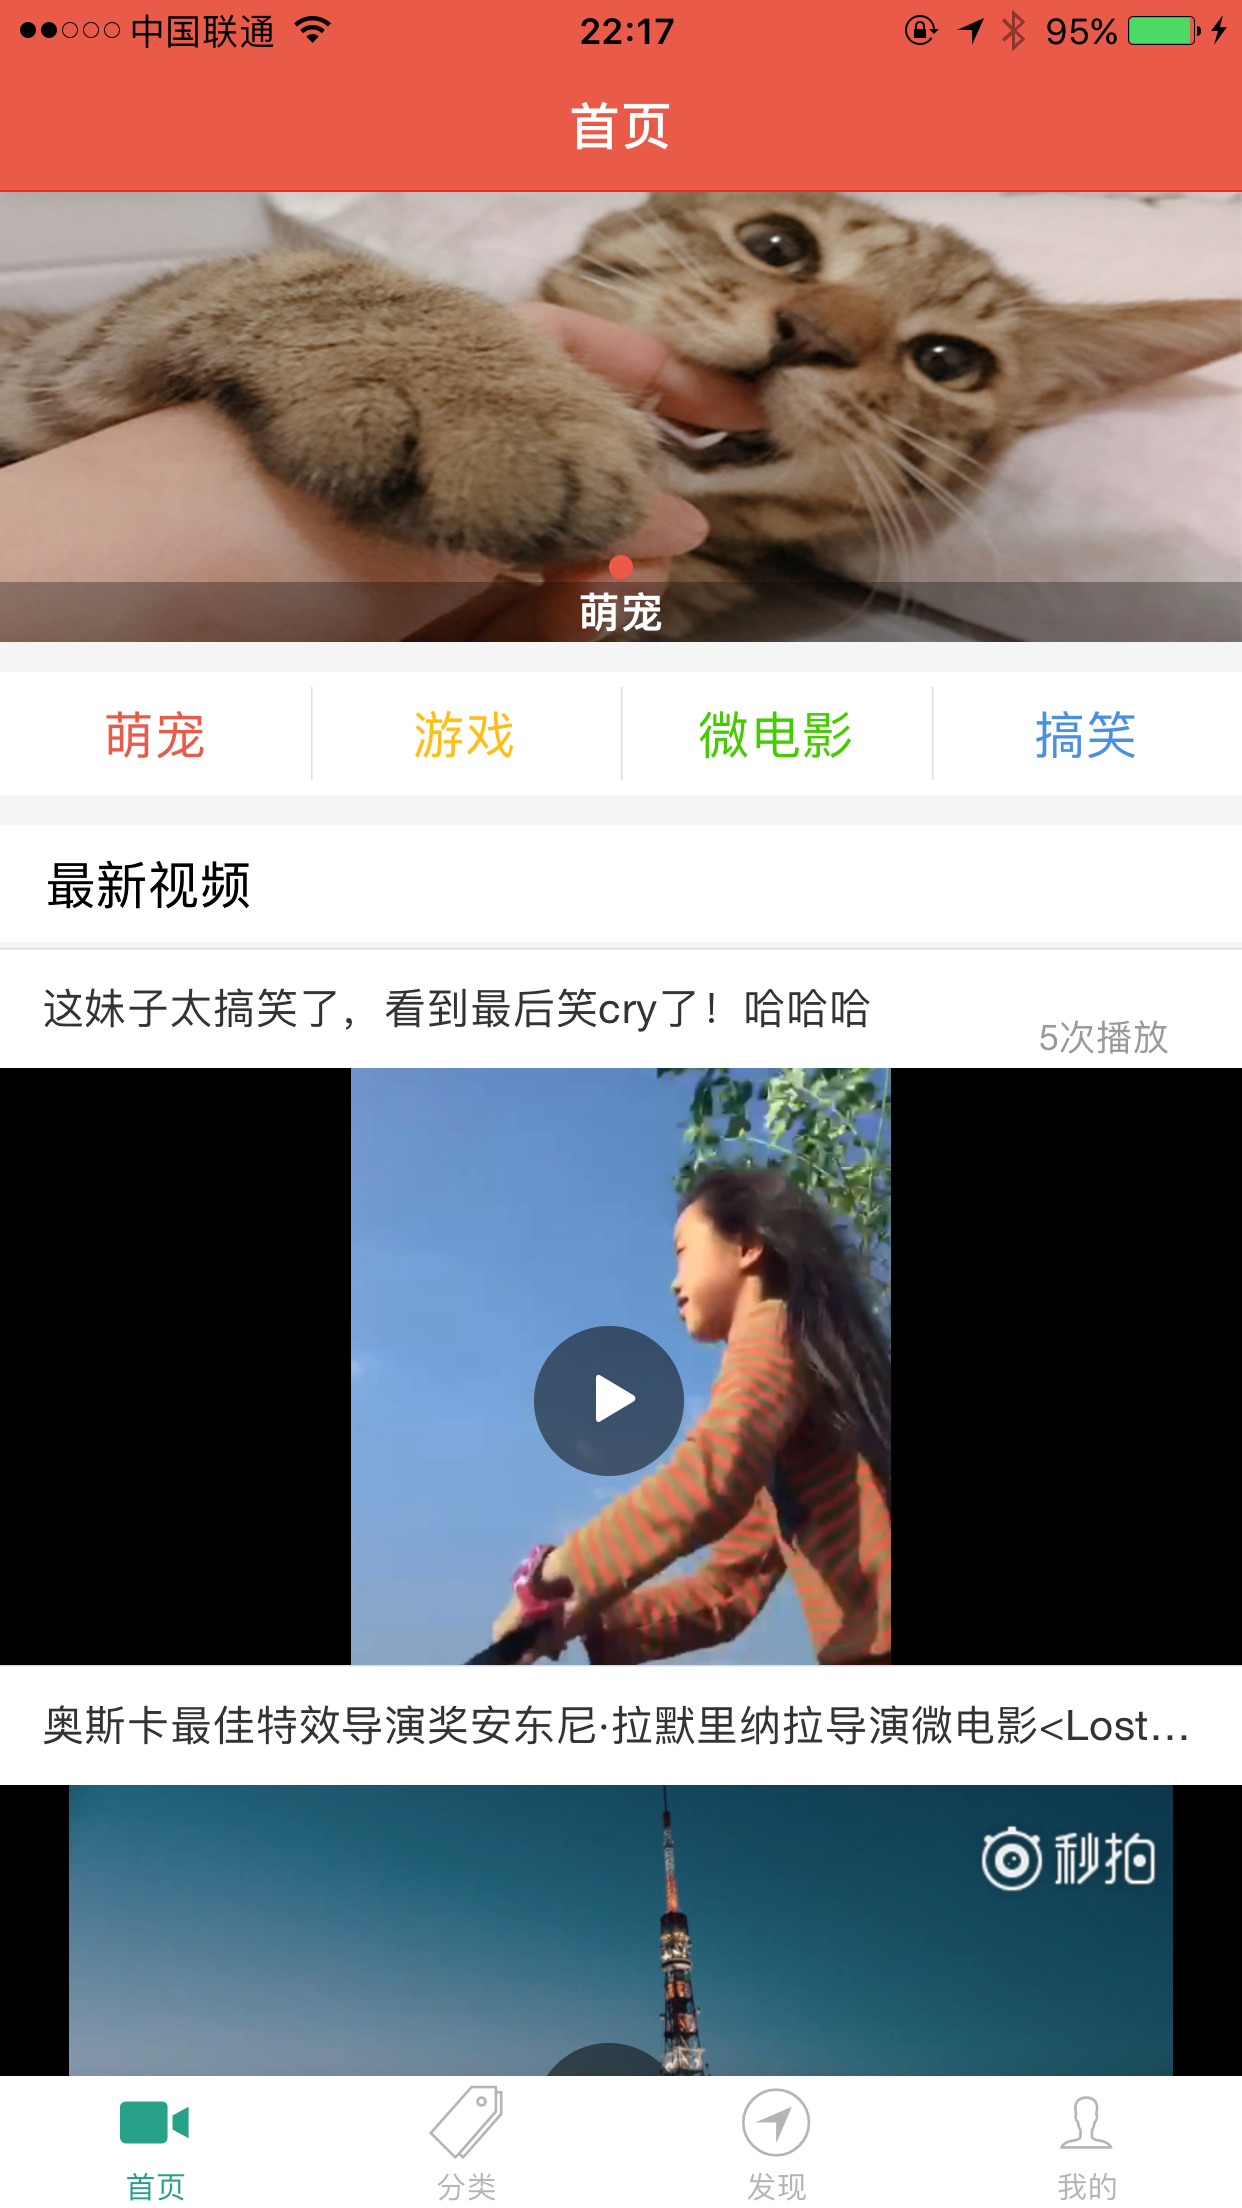 中国联通
22:17
95%
首页
萌宠
萌宠
游戏
微电影
搞笑
最新视频
这妹子太搞笑了，看到最后笑cry了！哈哈哈
5次播放
奥斯卡最佳特效导演奖安东尼·拉默里纳拉导演微电影<Lost...
秒拍
首页
分类
发现
我的